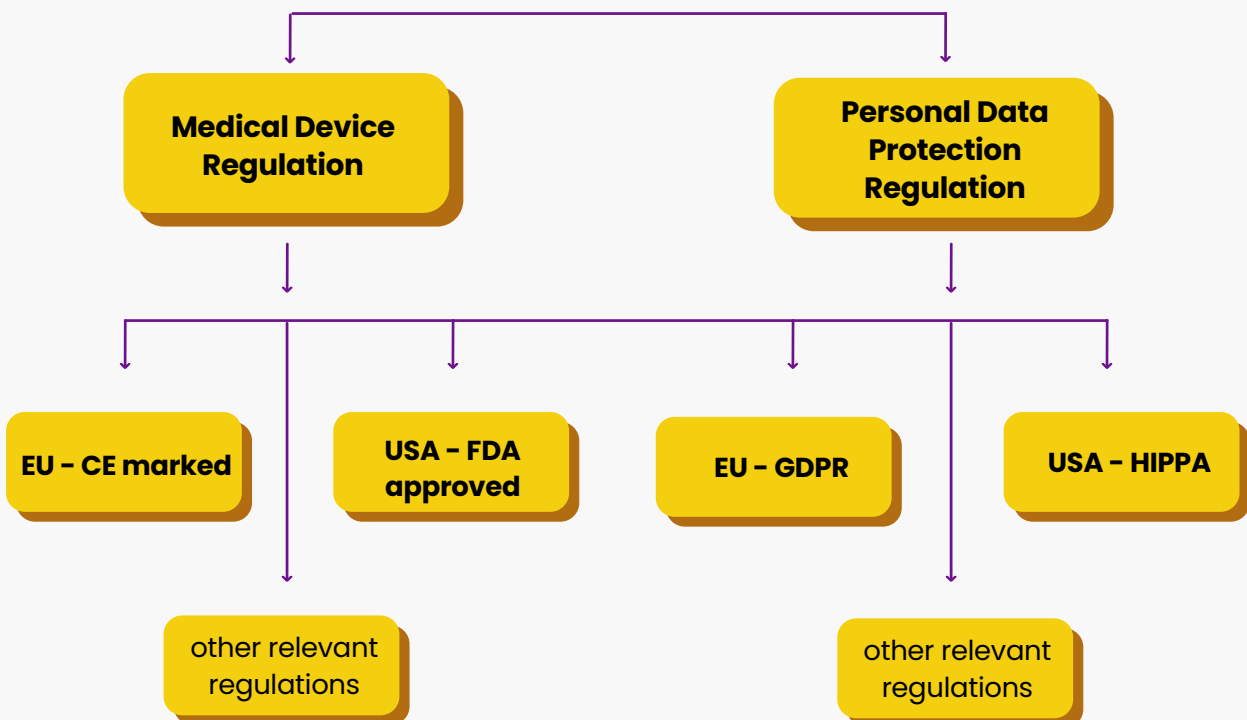 Medical Device
Regulation
Personal Data
Protection
Regulation
EU - CE marked
USA - FDA
approved
EU - GDPR
USA - HIPPA
other relevant
regulations
other relevant
regulations